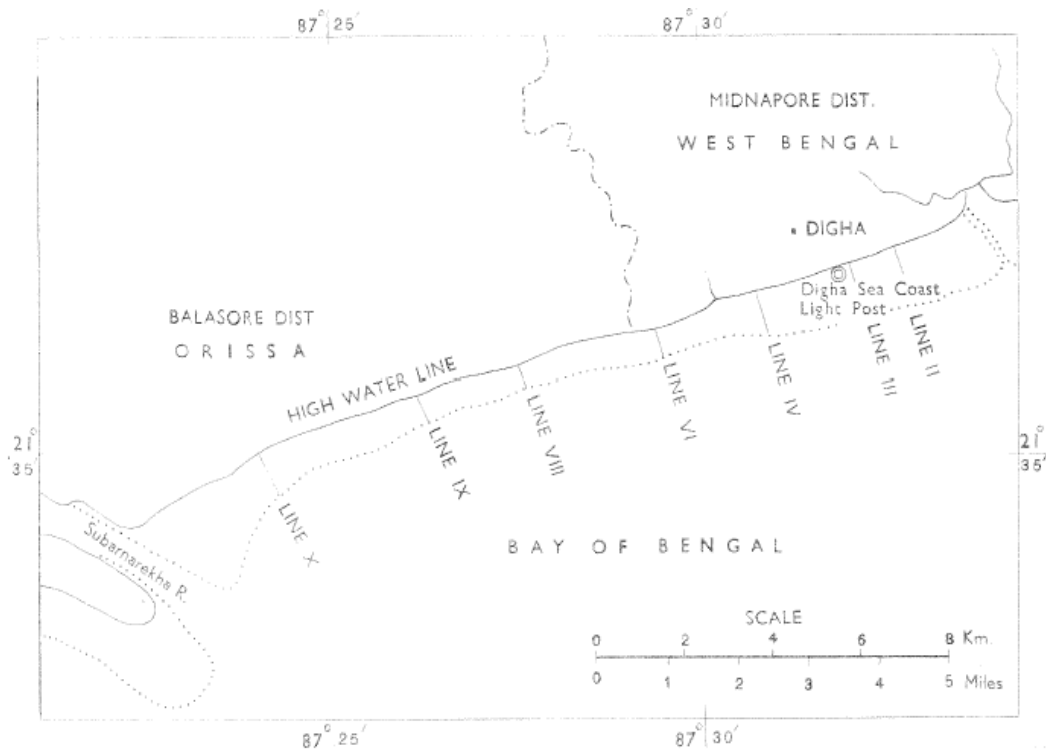 87° 25′ 87° 30′
MIDNAPORE DIST.
WEST BENGAL
DIGHA
Digha Sea Coast
Light Post
BALASORE DIST
ORISSA
HIGH WATER LINE
LINE II
LINE III
LINE IV
LINE VI
LINE VIII
LINE IX
LINE X
21° 35′ 21° 35′
Subarnarekha R.
BAY OF BENGAL
SCALE
0 2 4 6 8 Km.
0 1 2 3 4 5 Miles
87° 25′ 87° 30′